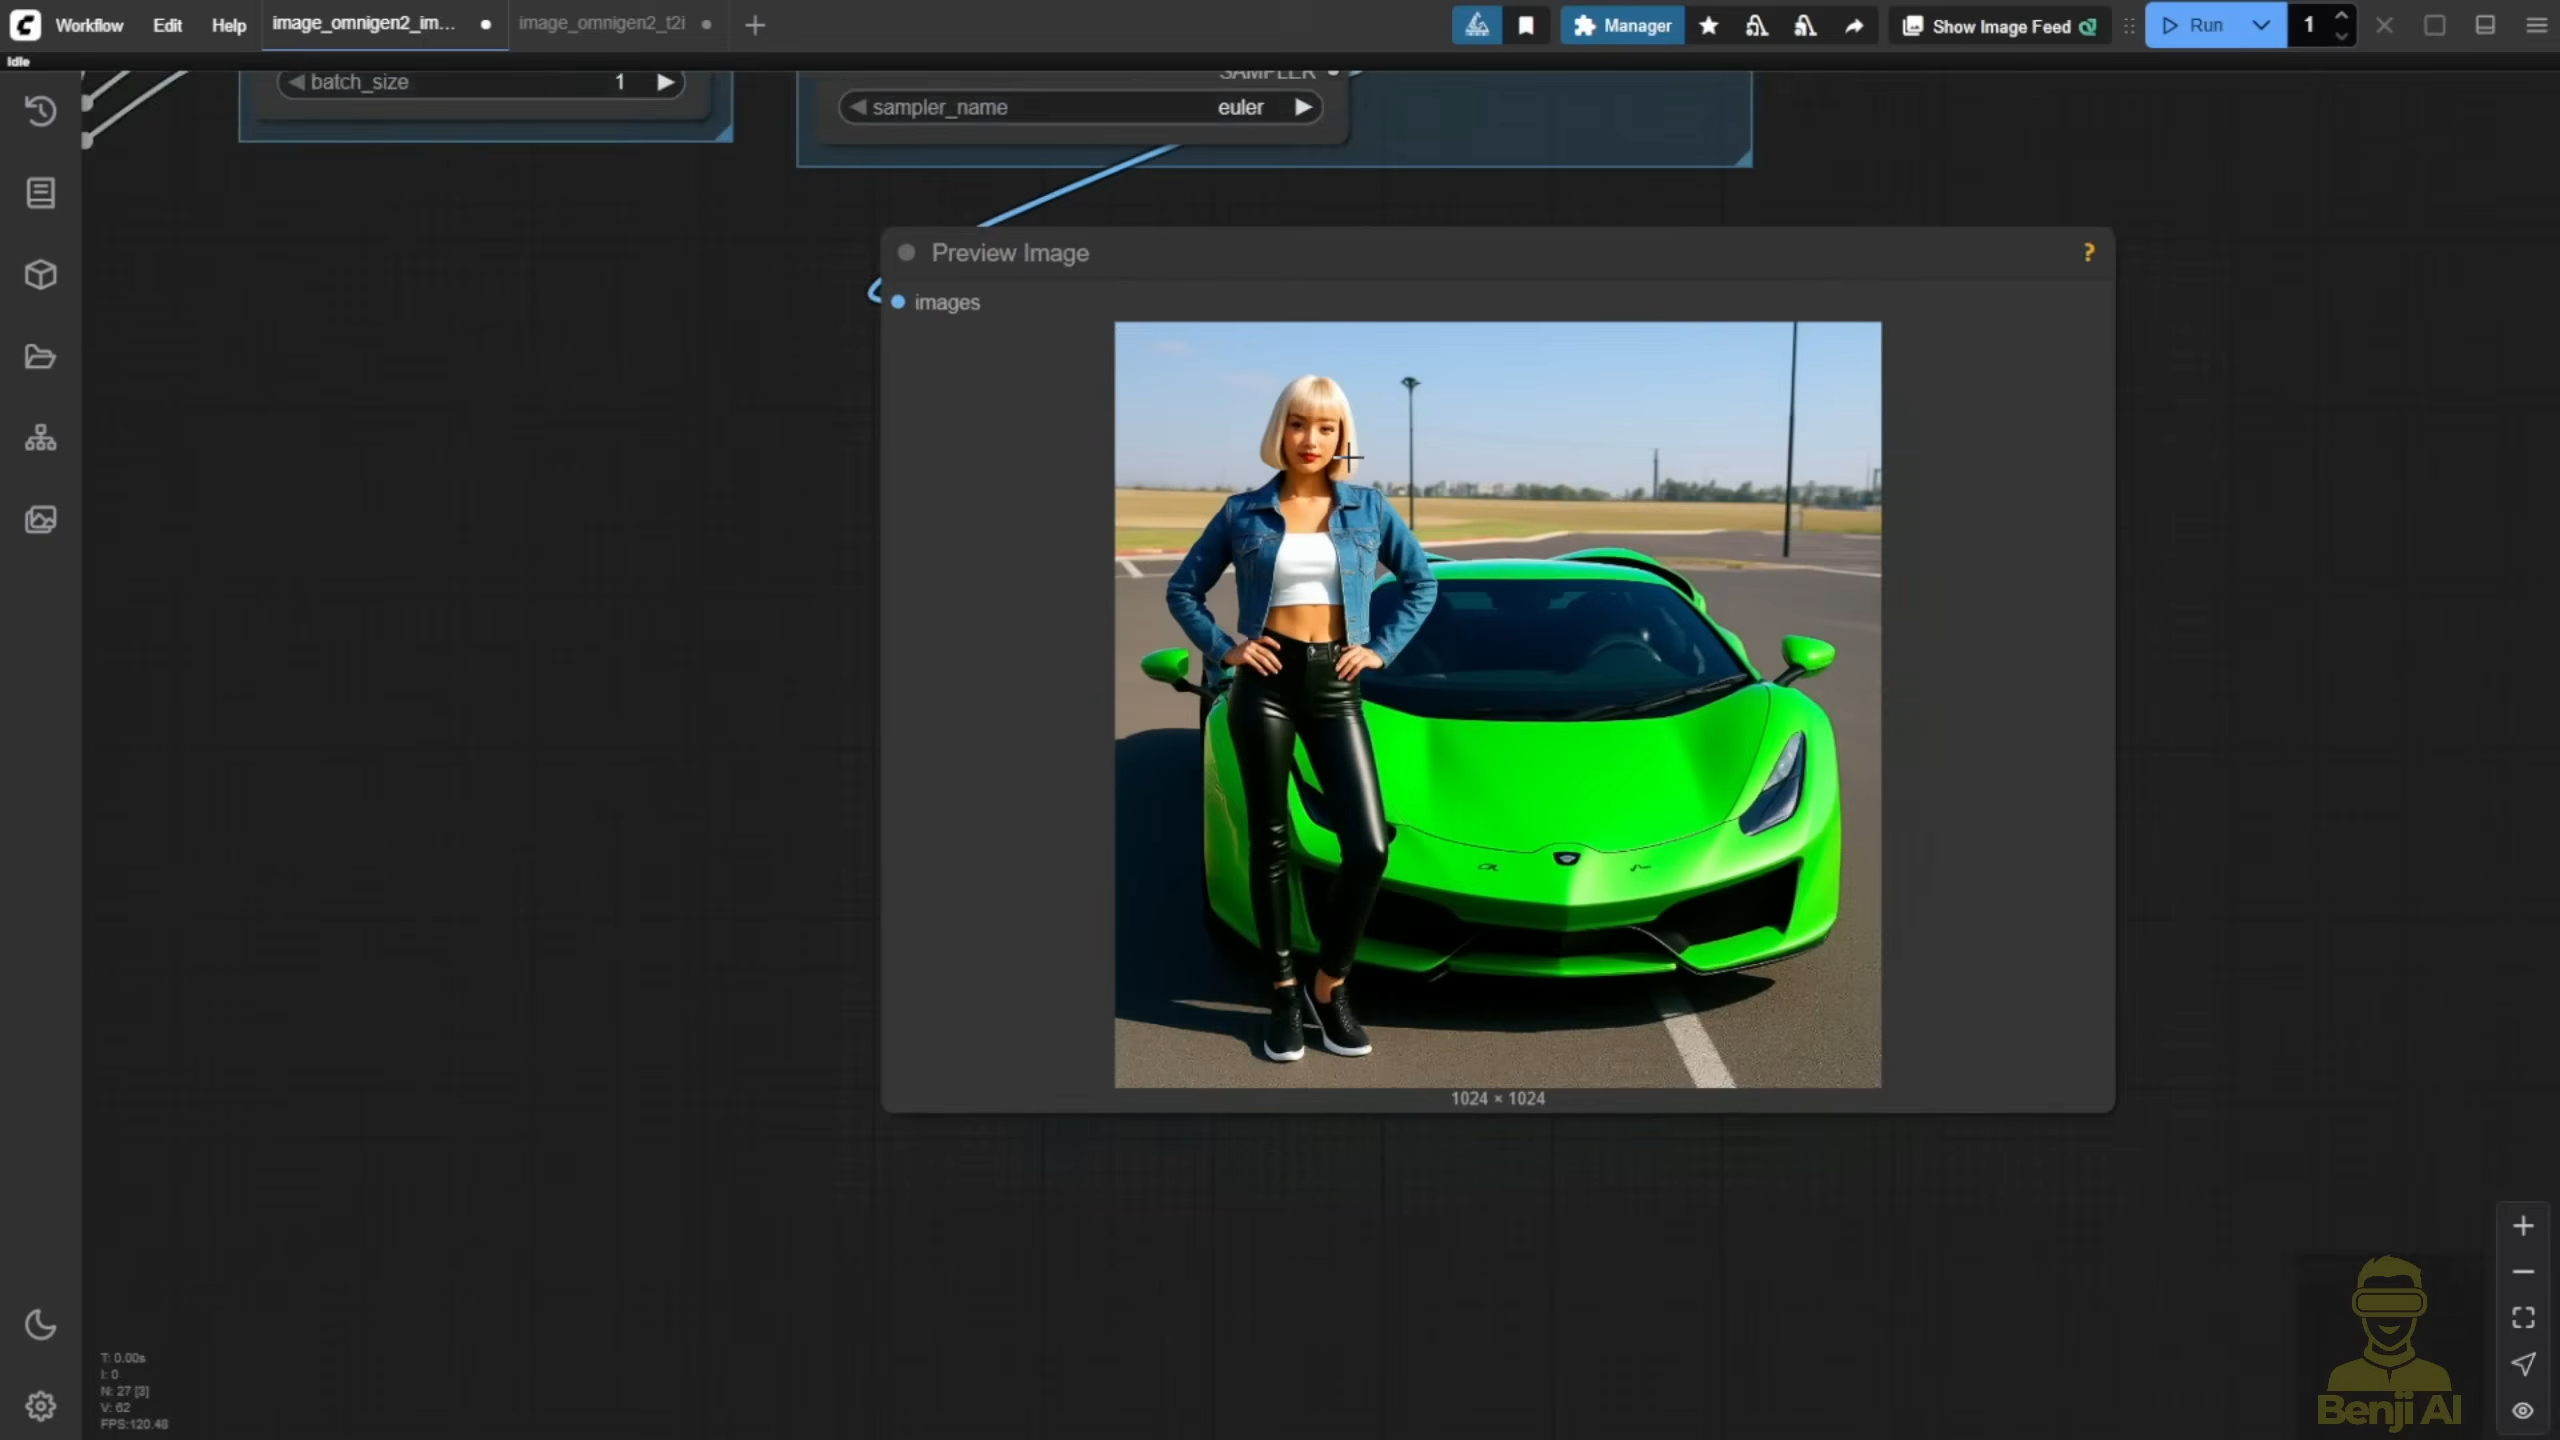 Workflow
Edit
Help
image_omnigen2_im...
image_omnigen2_t2i
Manager
Show Image Feed
Run
1
Idle
batch_size
1
SAMPLER
sampler_name
euler
Preview Image
?
images
1024 × 1024
T: 0.00s
I: 0
N: 27 [3]
V: 62
FPS:120.48
Benji AI